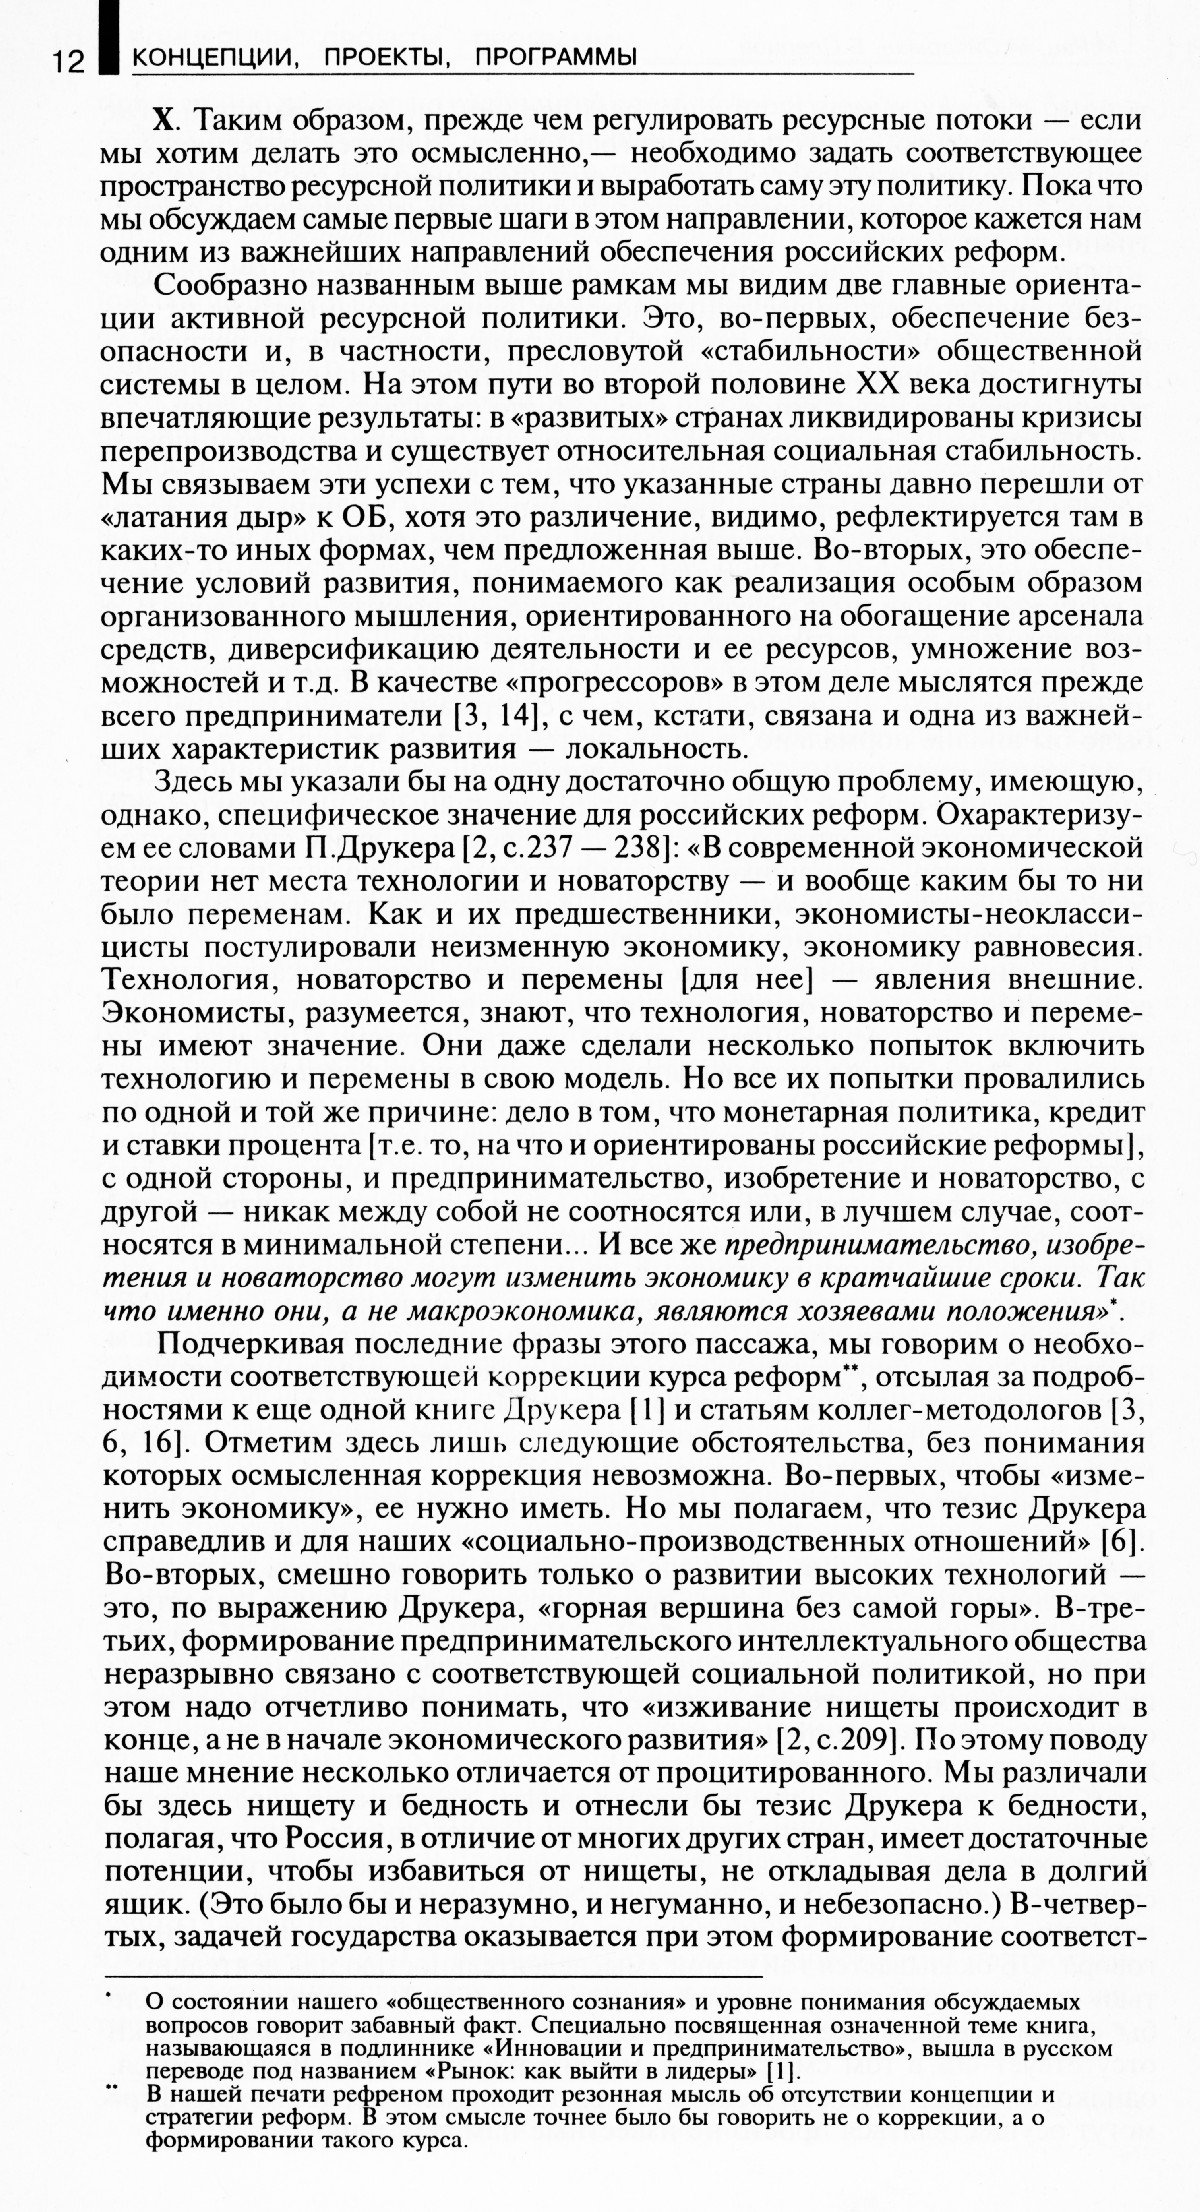 12 КОНЦЕПЦИИ, ПРОЕКТЫ, ПРОГРАММЫ
X. Таким образом, прежде чем регулировать ресурсные потоки — если
мы хотим делать это осмысленно,— необходимо задать соответствующее
пространство ресурсной политики и выработать саму эту политику. Пока что
мы обсуждаем самые первые шаги в этом направлении, которое кажется нам
одним из важнейших направлений обеспечения российских реформ.
Сообразно названным выше рамкам мы видим две главные ориента-
ции активной ресурсной политики. Это, во-первых, обеспечение без-
опасности и, в частности, пресловутой «стабильности» общественной
системы в целом. На этом пути во второй половине XX века достигнуты
впечатляющие результаты: в «развитых» странах ликвидированы кризисы
перепроизводства и существует относительная социальная стабильность.
Мы связываем эти успехи с тем, что указанные страны давно перешли от
«латания дыр» к ОБ, хотя это различение, видимо, рефлектируется там в
каких-то иных формах, чем предложенная выше. Во-вторых, это обеспе-
чение условий развития, понимаемого как реализация особым образом
организованного мышления, ориентированного на обогащение арсенала
средств, диверсификацию деятельности и ее ресурсов, умножение воз-
можностей и т.д. В качестве «прогрессоров» в этом деле мыслятся прежде
всего предприниматели [3, 14], с чем, кстати, связана и одна из важней-
ших характеристик развития — локальность.
Здесь мы указали бы на одну достаточно общую проблему, имеющую,
однако, специфическое значение для российских реформ. Охарактеризу-
ем ее словами П.Друкера [2, с.237 — 238]: «В современной экономической
теории нет места технологии и новаторству — и вообще каким бы то ни
было переменам. Как и их предшественники, экономисты-неокласси-
цисты постулировали неизменную экономику, экономику равновесия.
Технология, новаторство и перемены [для нее] — явления внешние.
Экономисты, разумеется, знают, что технология, новаторство и переме-
ны имеют значение. Они даже сделали несколько попыток включить
технологию и перемены в свою модель. Но все их попытки провалились
по одной и той же причине: дело в том, что монетарная политика, кредит
и ставки процента [т.е. то, на что и ориентированы российские реформы],
с одной стороны, и предпринимательство, изобретение и новаторство, с
другой — никак между собой не соотносятся или, в лучшем случае, соот-
носятся в минимальной степени... И все же предпринимательство, изобре-
тения и новаторство могут изменить экономику в кратчайшие сроки. Так
что именно они, а не макроэкономика, являются хозяевами положения»*.
Подчеркивая последние фразы этого пассажа, мы говорим о необхо-
димости соответствующей коррекции курса реформ**, отсылая за подроб-
ностями к еще одной книге Друкера [1] и статьям коллег-методологов [3,
6, 16]. Отметим здесь лишь следующие обстоятельства, без понимания
которых осмысленная коррекция невозможна. Во-первых, чтобы «изме-
нить экономику», ее нужно иметь. Но мы полагаем, что тезис Друкера
справедлив и для наших «социально-производственных отношений» [6].
Во-вторых, смешно говорить только о развитии высоких технологий —
это, по выражению Друкера, «горная вершина без самой горы». В-тре-
тьих, формирование предпринимательского интеллектуального общества
неразрывно связано с соответствующей социальной политикой, но при
этом надо отчетливо понимать, что «изживание нищеты происходит в
конце, а не в начале экономического развития» [2, с.209]. По этому поводу
наше мнение несколько отличается от процитированного. Мы различали
бы здесь нищету и бедность и отнесли бы тезис Друкера к бедности,
полагая, что Россия, в отличие от многих других стран, имеет достаточные
потенции, чтобы избавиться от нищеты, не откладывая дела в долгий
ящик. (Это было бы и неразумно, и негуманно, и небезопасно.) В-четвер-
тых, задачей государства оказывается при этом формирование соответст-
* О состоянии нашего «общественного сознания» и уровне понимания обсуждаемых
вопросов говорит забавный факт. Специально посвященная означенной теме книга,
называющаяся в подлиннике «Инновации и предпринимательство», вышла в русском
переводе под названием «Рынок: как выйти в лидеры» [1].
** В нашей печати рефреном проходит резонная мысль об отсутствии концепции и
стратегии реформ. В этом смысле точнее было бы говорить не о коррекции, а о
формировании такого курса.